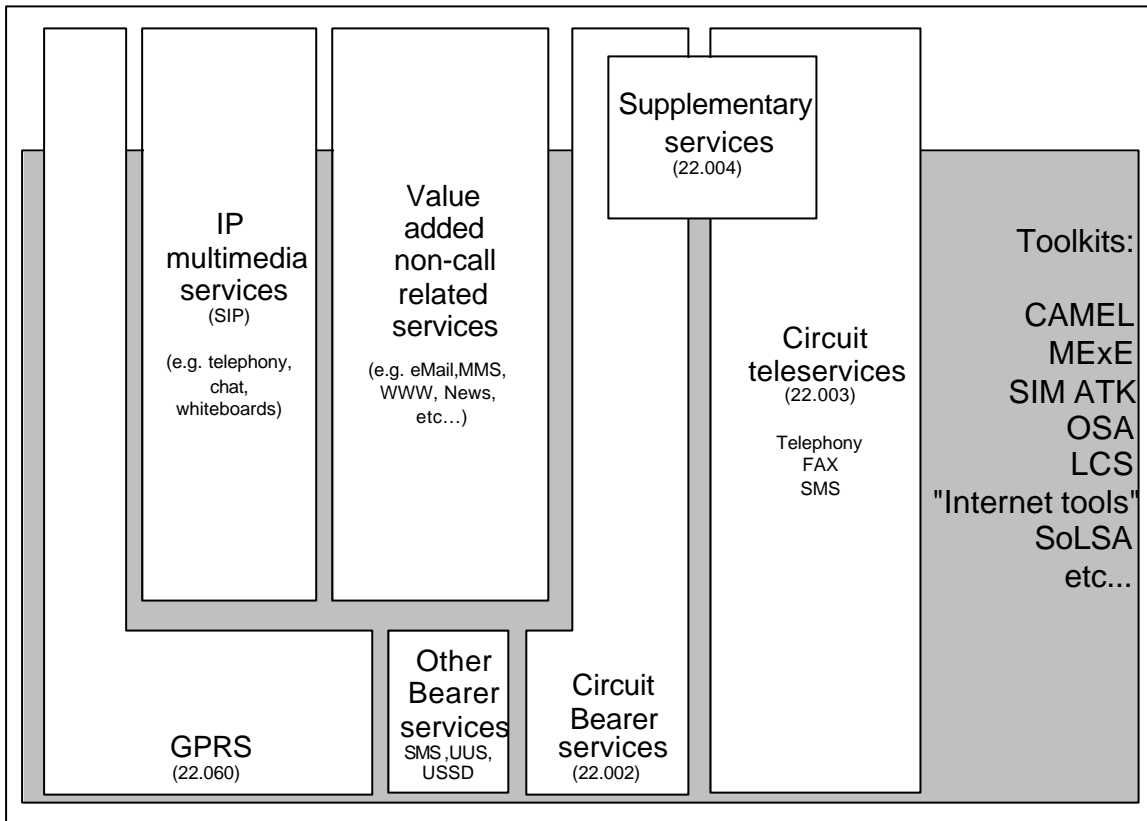 Supplementary
services
(22.004)
IP
multimedia
services
(SIP)
(e.g. telephony,
chat,
whiteboards)
Value
added
non-call
related
services
(e.g. eMail,MMS,
WWW, News,
etc…)
Circuit
teleservices
(22.003)
Telephony
FAX
SMS
Toolkits:
CAMEL
MExE
SIM ATK
OSA
LCS
"Internet tools"
SoLSA
etc...
GPRS
(22.060)
Other
Bearer
services
SMS,UUS,
USSD
Circuit
Bearer
services
(22.002)